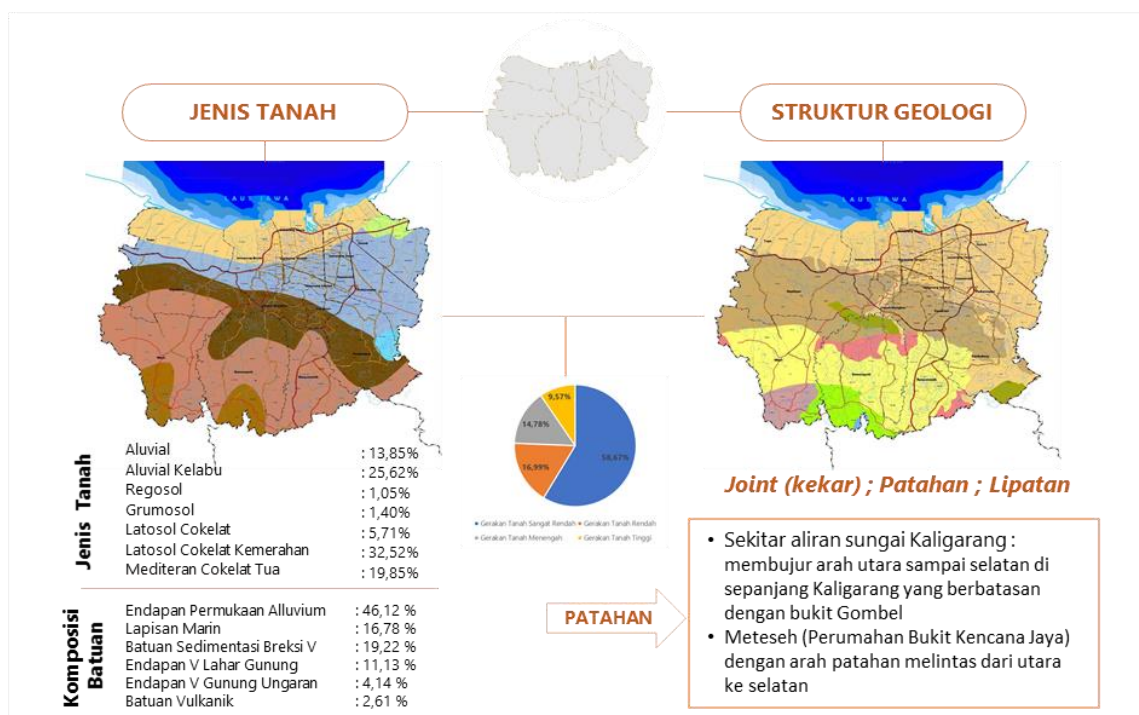 JENIS TANAH
STRUKTUR GEOLOGI
LAUT JAWA
LAUT JAWA
Jenis Tanah
Aluvial : 13,85%
Aluvial Kelabu : 25,62%
Regosol : 1,05%
Grumosol : 1,40%
Latosol Cokelat : 5,71%
Latosol Cokelat Kemerahan : 32,52%
Mediteran Cokelat Tua : 19,85%
Komposisi Batuan
Endapan Permukaan Alluvium : 46,12 %
Lapisan Marin : 16,78 %
Batuan Sedimentasi Breksi V : 19,22 %
Endapan V Lahar Gunung : 11,13 %
Endapan V Gunung Ungaran : 4,14 %
Batuan Vulkanik : 2,61 %
9,57%
14,78%
58,67%
16,99%
Gerakan Tanah Sangat Rendah
Gerakan Tanah Rendah
Gerakan Tanah Menengah
Gerakan Tanah Tinggi
Joint (kekar) ; Patahan ; Lipatan
PATAHAN
• Sekitar aliran sungai Kaligarang :
membujur arah utara sampai selatan di
sepanjang Kaligarang yang berbatasan
dengan bukit Gombel
• Meteseh (Perumahan Bukit Kencana Jaya)
dengan arah patahan melintas dari utara
ke selatan